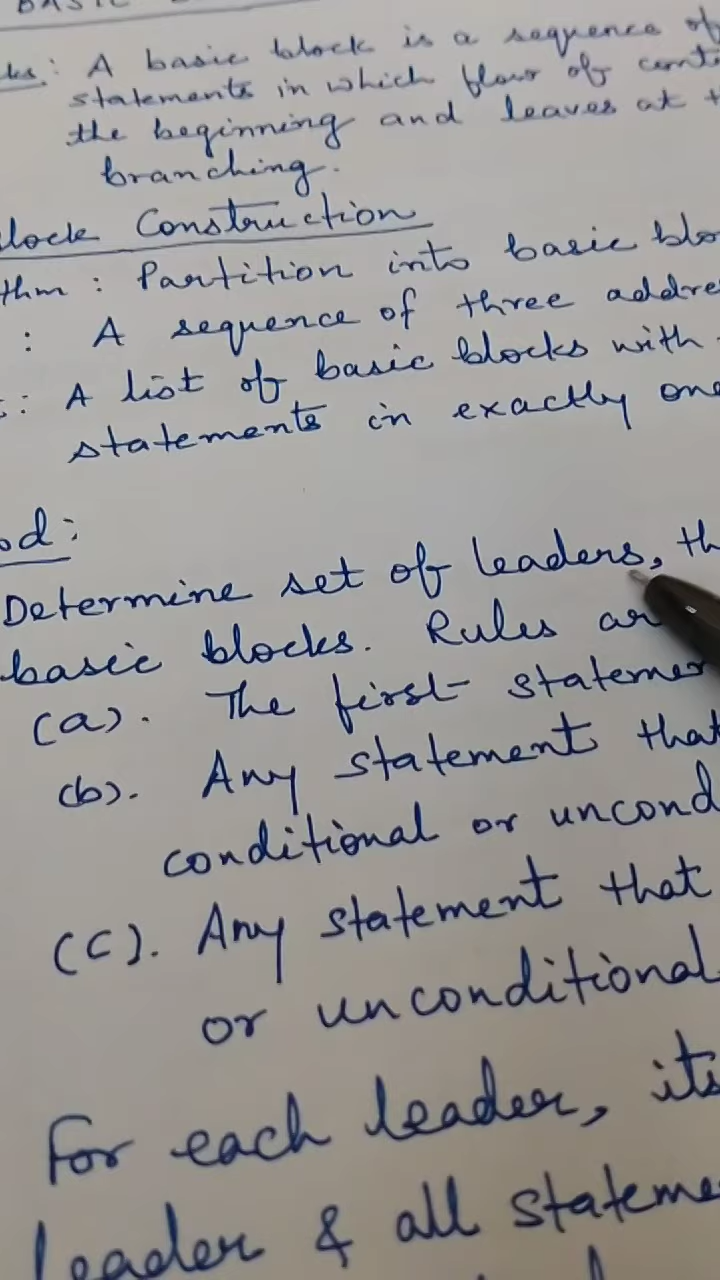 BASIC
A basic block is a sequence of
statements in which flow of
the beginning and leaves at
branching.
Block Construction
: Partition into basic
: A sequence of three
: A list of basic blocks with
statements in exactly one
Determine set of leaders,
basic blocks. Rules
(a). The first
(b). Any statement that
conditional or
(c). Any statement that
or unconditional
For each leader, its
leader & all